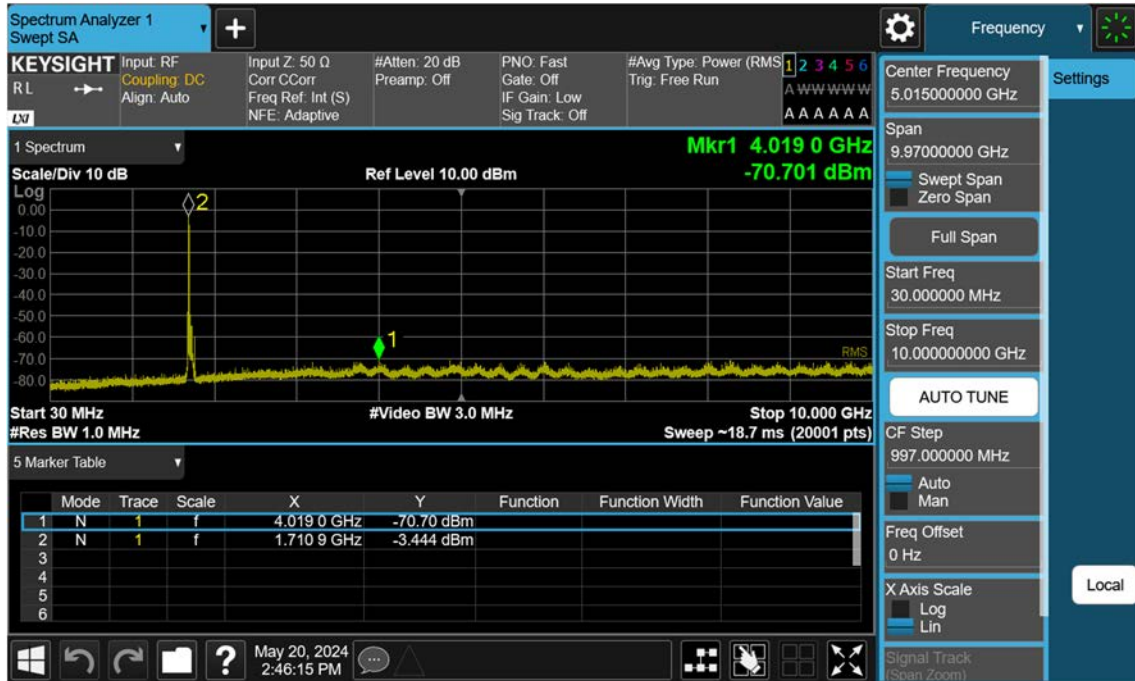 Spectrum Analyzer 1
Swept SA
+
Frequency
KEYSIGHT
RL
LXI
Input: RF
Coupling: DC
Align: Auto
Input Z: 50 Ω
Corr CCorr
Freq Ref: Int (S)
NFE: Adaptive
#Atten: 20 dB
Preamp: Off
PNO: Fast
Gate: Off
IF Gain: Low
Sig Track: Off
#Avg Type: Power (RMS
Trig: Free Run
1 2 3 4 5 6
A W W W W W
A A A A A A
1 Spectrum
Mkr1 4.019 0 GHz
-70.701 dBm
Scale/Div 10 dB
Ref Level 10.00 dBm
Log
0.00
-10.0
-20.0
-30.0
-40.0
-50.0
-60.0
-70.0
-80.0
2
1
RMS
Start 30 MHz
#Video BW 3.0 MHz
Stop 10.000 GHz
#Res BW 1.0 MHz
Sweep ~18.7 ms (20001 pts)
5 Marker Table
Mode Trace Scale X Y Function Function Width Function Value
1 N 1 f 4.019 0 GHz -70.70 dBm
2 N 1 f 1.710 9 GHz -3.444 dBm
3
4
5
6
?
May 20, 2024
2:46:15 PM
Center Frequency
5.015000000 GHz
Settings
Span
9.97000000 GHz
Swept Span
Zero Span
Full Span
Start Freq
30.000000 MHz
Stop Freq
10.000000000 GHz
AUTO TUNE
CF Step
997.000000 MHz
Auto
Man
Freq Offset
0 Hz
X Axis Scale
Log
Lin
Local
Signal Track
(Span Zoom)